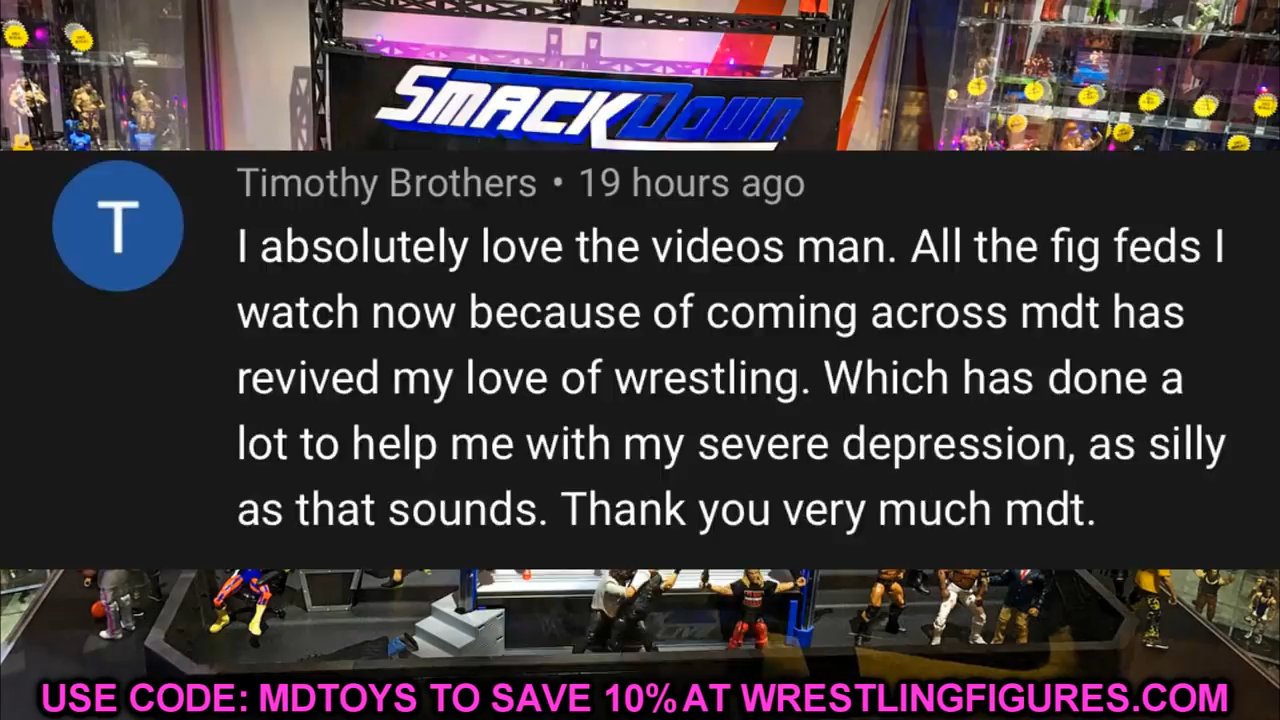 SMACKDOWN
T
Timothy Brothers • 19 hours ago
I absolutely love the videos man. All the fig feds I
watch now because of coming across mdt has
revived my love of wrestling. Which has done a
lot to help me with my severe depression, as silly
as that sounds. Thank you very much mdt.
USE CODE: MDTOYS TO SAVE 10% AT WRESTLINGFIGURES.COM